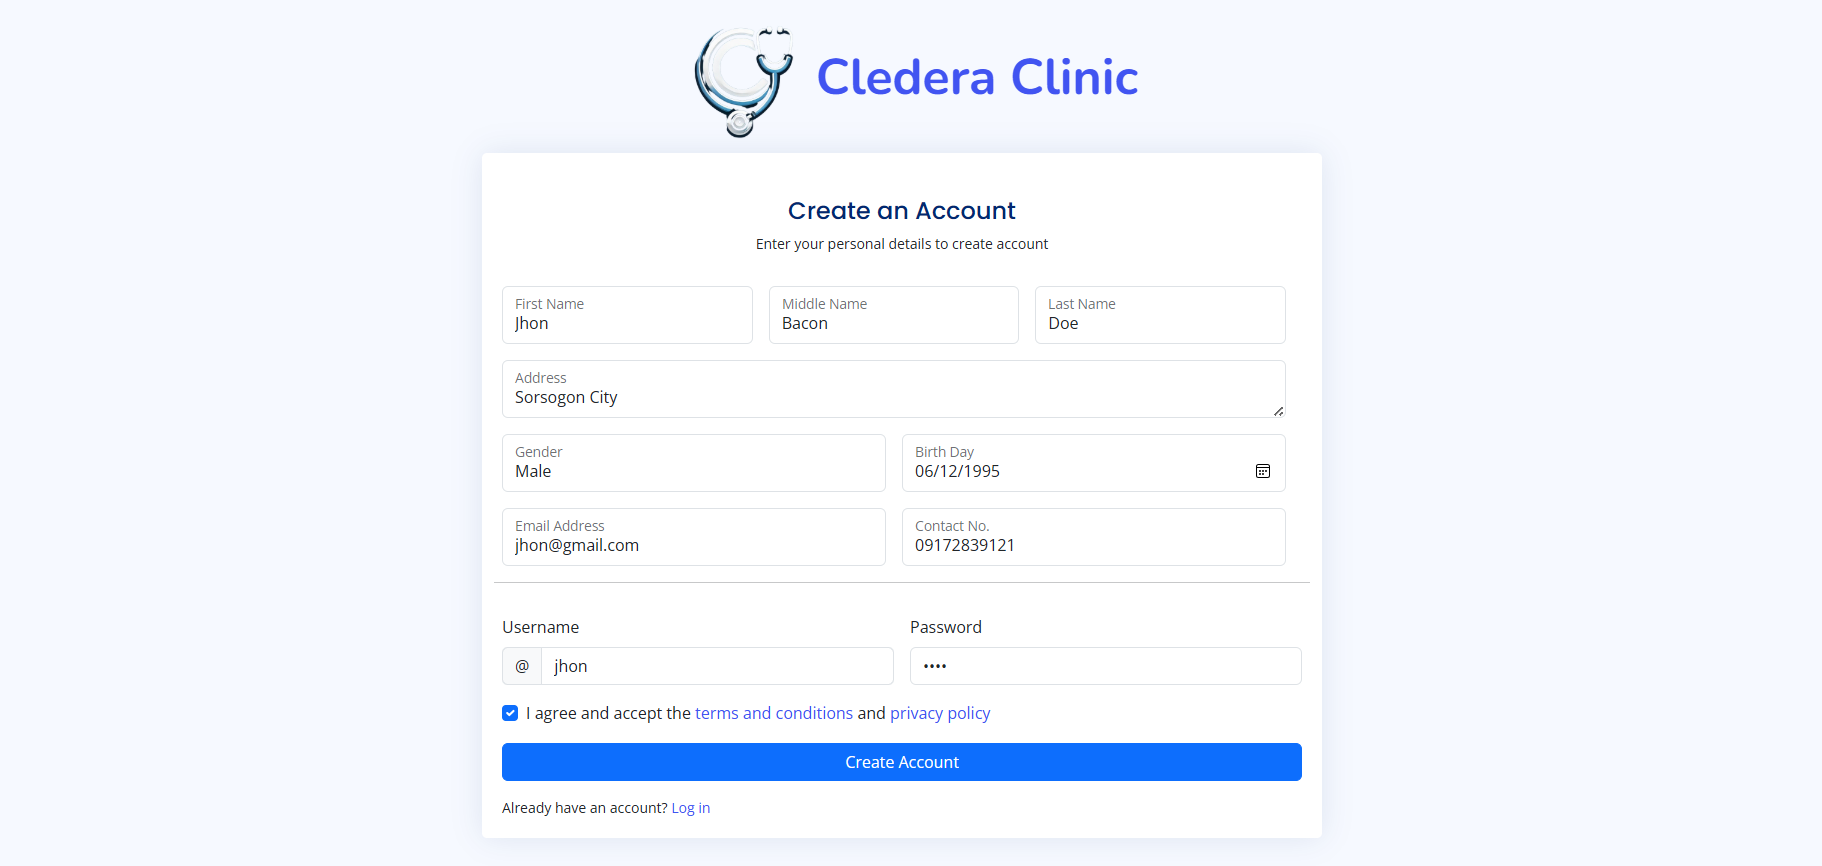 Cledera Clinic
Create an Account
Enter your personal details to create account
First Name
Jhon
Middle Name
Bacon
Last Name
Doe
Address
Sorsogon City
Gender
Male
Birth Day
06/12/1995
Email Address
jhon@gmail.com
Contact No.
09172839121
Username
@ jhon
Password
••••
I agree and accept the terms and conditions and privacy policy
Create Account
Already have an account? Log in